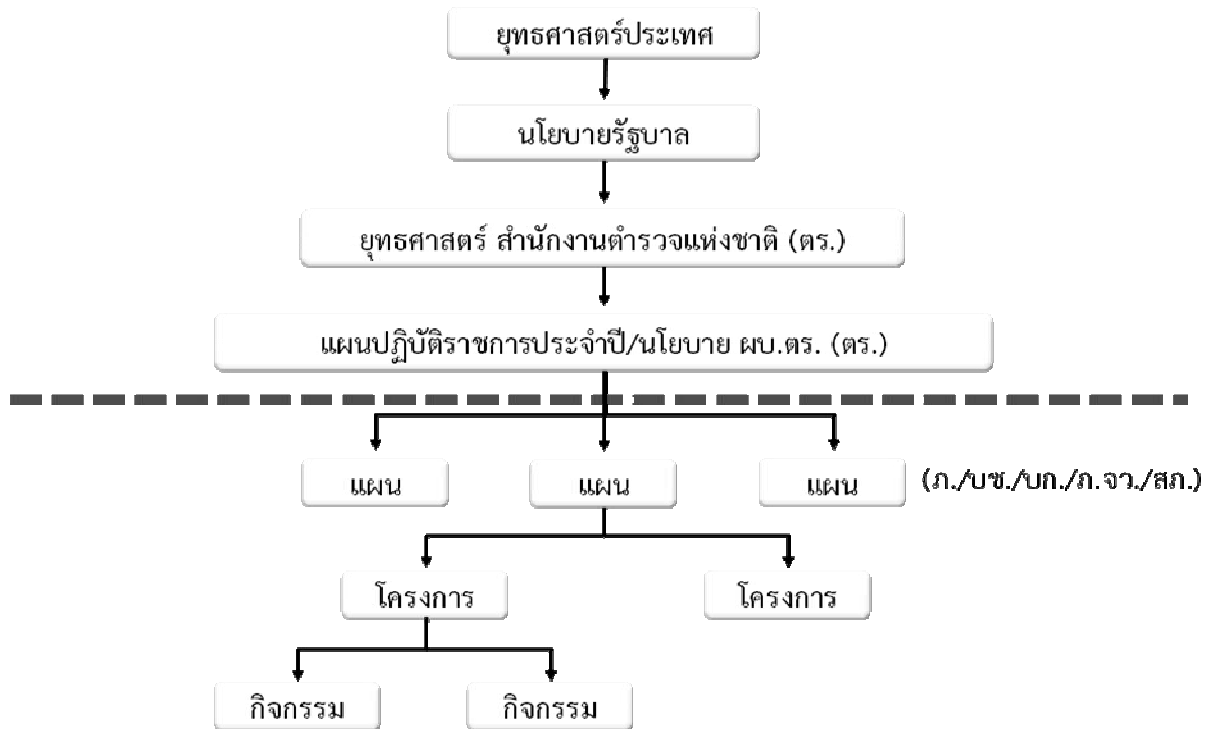 ยุทธศาสตร์ประเทศ
นโยบายรัฐบาล
ยุทธศาสตร์ สำนักงานตำรวจแห่งชาติ (ตร.)
แผนปฏิบัติราชการประจำปี/นโยบาย ผบ.ตร. (ตร.)
แผน แผน แผน (ภ./บช./บก./ภ.จว./สภ.)
โครงการ โครงการ
กิจกรรม กิจกรรม